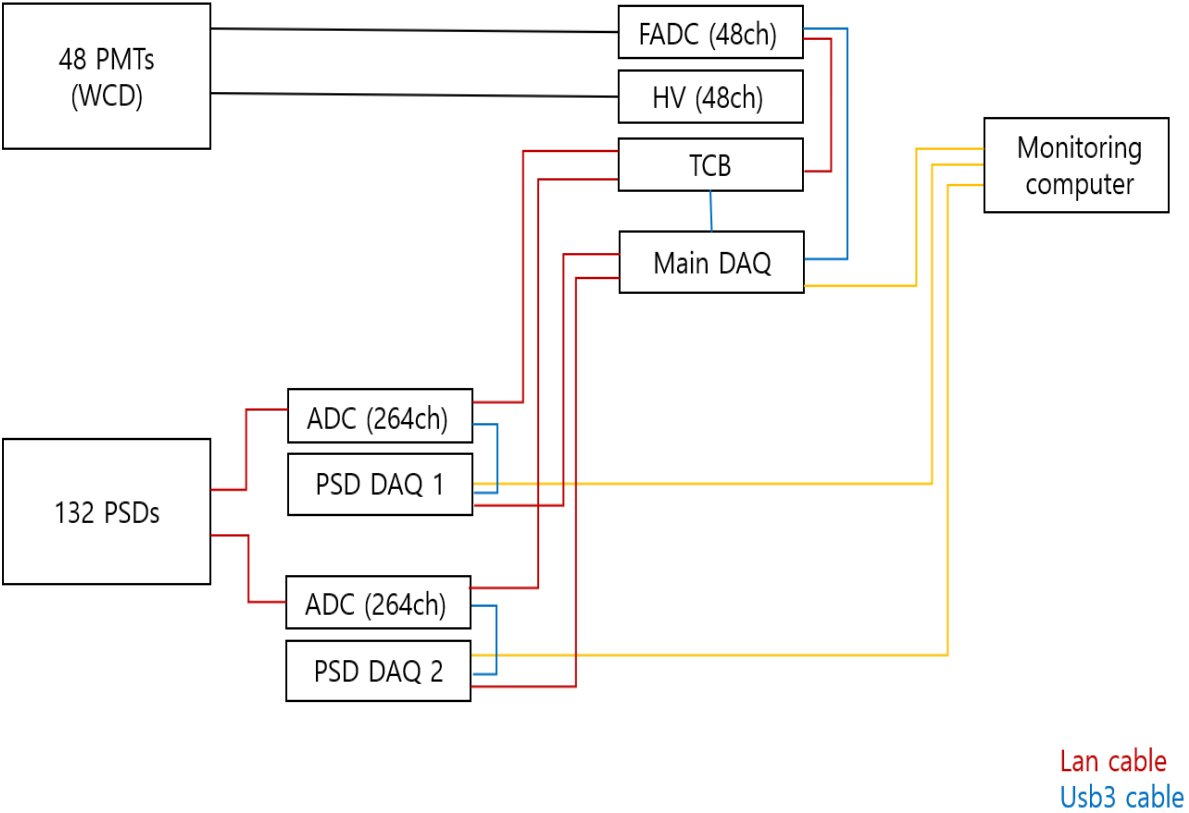 48 PMTs
(WCD)
FADC (48ch)
HV (48ch)
TCB
Main DAQ
Monitoring
computer
ADC (264ch)
PSD DAQ 1
132 PSDs
ADC (264ch)
PSD DAQ 2
Lan cable
Usb3 cable